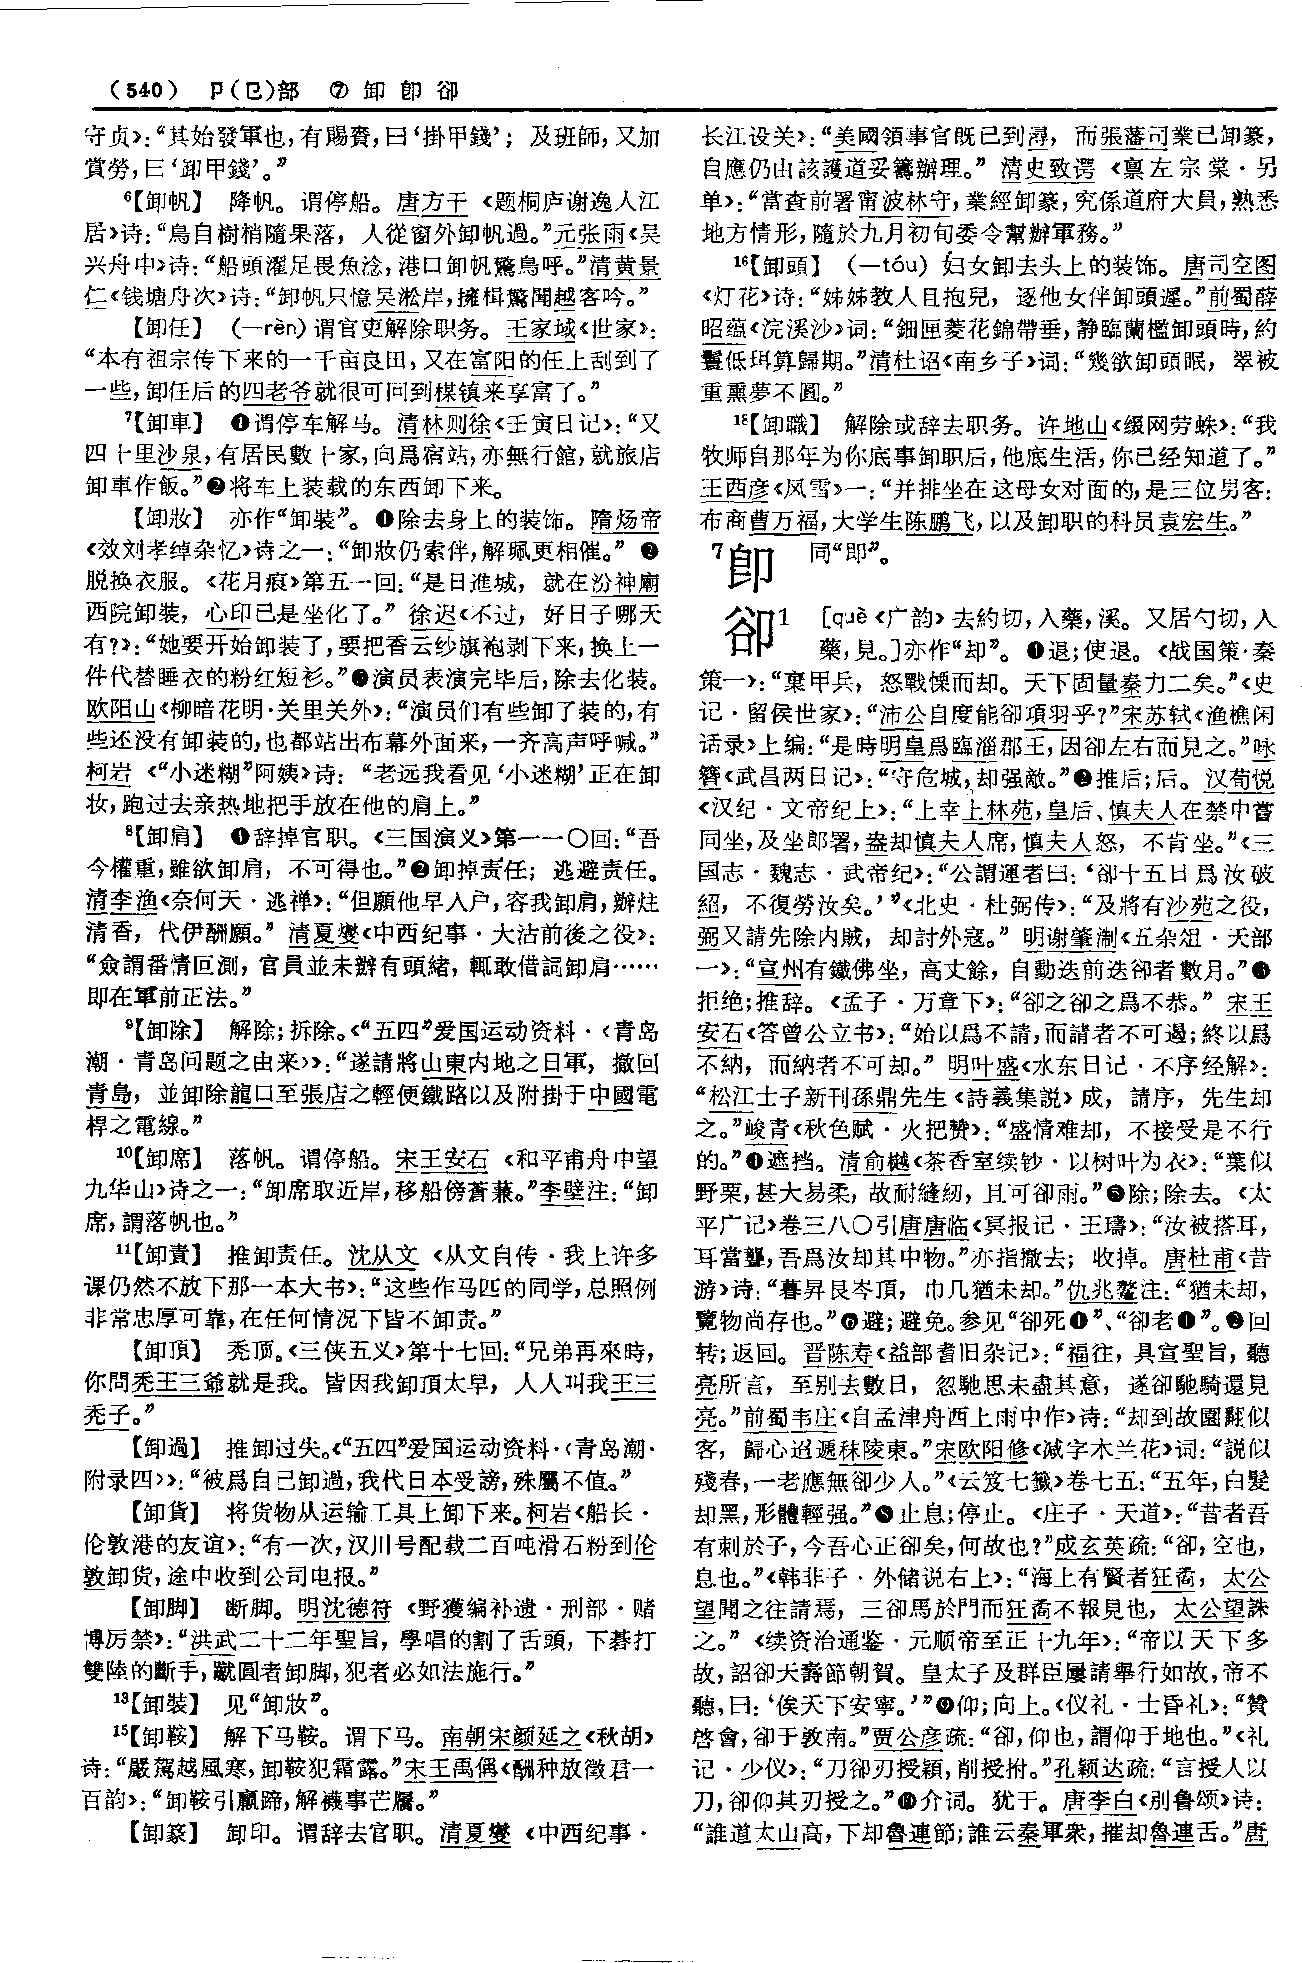 （540） 卩(㔾)部 ⑦ 卸 卽 卻
守贞》：“其始發軍也，有賜賚，曰‘掛甲錢’；及班師，又加
賞勞，曰‘卸甲錢’。”
6【卸帆】 降帆。谓停船。唐方干《题桐庐谢逸人江
居》诗：“鳥自樹梢隨果落，人從窗外卸帆過。”元张雨《吴
兴舟中》诗：“船頭濯足畏魚淰，港口卸帆驚鳥呼。”清黄景
仁《钱塘舟次》诗：“卸帆只憶吴淞岸，擁楫驚聞越客吟。”
【卸任】 （—rèn）谓官吏解除职务。王家域《世家》：
“本有祖宗传下来的一千亩良田，又在富阳的任上刮到了
一些，卸任后的四老爷就很可回到楳镇来享富了。”
7【卸車】 ❶谓停车解马。清林则徐《壬寅日记》：“又
四十里沙泉，有居民數十家，向爲宿站，亦無行館，就旅店
卸車作飯。”❷将车上装载的东西卸下来。
【卸妝】 亦作“卸裝”。❶除去身上的装饰。隋炀帝
《效刘孝绰杂忆》诗之一：“卸妝仍索伴，解珮更相催。”❷
脱换衣服。《花月痕》第五一回：“是日進城，就在汾神廟
西院卸裝，心印已是坐化了。”徐迟《不过，好日子哪天
有？》：“她要开始卸装了，要把香云纱旗袍剥下来，换上一
件代替睡衣的粉红短衫。”❸演员表演完毕后，除去化装。
欧阳山《柳暗花明·关里关外》：“演员们有些卸了装的，有
些还没有卸装的，也都站出布幕外面来，一齐高声呼喊。”
柯岩《“小迷糊”阿姨》诗：“老远我看见‘小迷糊’正在卸
妆，跑过去亲热地把手放在他的肩上。”
8【卸肩】 ❶辞掉官职。《三国演义》第一一〇回：“吾
今權重，雖欲卸肩，不可得也。”❷卸掉责任；逃避责任。
清李渔《奈何天·逃禅》：“但願他早入户，容我卸肩，辦炷
清香，代伊酬願。”清夏燮《中西纪事·大沽前後之役》：
“僉謂番情叵測，官員並未辦有頭緒，輒敢借詞卸肩……
即在軍前正法。”
9【卸除】 解除；拆除。《“五四”爱国运动资料·〈青岛
潮·青岛问题之由来〉》：“遂請將山東内地之日軍，撤回
青島，並卸除龍口至張店之輕便鐵路以及附掛于中國電
桿之電線。”
10【卸席】 落帆。谓停船。宋王安石《和平甫舟中望
九华山》诗之一：“卸席取近岸，移船傍蒼蒹。”李壁注：“卸
席，謂落帆也。”
11【卸責】 推卸责任。沈从文《从文自传·我上许多
课仍然不放下那一本大书》：“这些作马匹的同学，总照例
非常忠厚可靠，在任何情况下皆不卸责。”
【卸頂】 秃顶。《三侠五义》第十七回：“兄弟再來時，
你問秃王三爺就是我。皆因我卸頂太早，人人叫我王三
秃子。”
【卸過】 推卸过失。《“五四”爱国运动资料·〈青岛潮·
附录四〉》：“被爲自己卸過，我代日本受謗，殊屬不值。”
【卸貨】 将货物从运输工具上卸下来。柯岩《船长·
伦敦港的友谊》：“有一次，汉川号配载二百吨滑石粉到伦
敦卸货，途中收到公司电报。”
【卸脚】 断脚。明沈德符《野獲编补遗·刑部·赌
博厉禁》：“洪武二十二年聖旨，學唱的割了舌頭，下碁打
雙陸的斷手，蹴圓者卸脚，犯者必如法施行。”
13【卸裝】 见“卸妝”。
15【卸鞍】 解下马鞍。谓下马。南朝宋颜延之《秋胡》
诗：“嚴駕越風寒，卸鞍犯霜露。”宋王禹偁《酬种放徵君一
百韵》：“卸鞍引羸蹄，解襪事芒屩。”
【卸篆】 卸印。谓辞去官职。清夏燮《中西纪事·
长江设关》：“美國領事官既已到潯，而張藩司業已卸篆，
自應仍由該護道妥籌辦理。”清史致谔《禀左宗棠·另
单》：“當查前署甯波林守，業經卸篆，究係道府大員，熟悉
地方情形，隨於九月初旬委令幫辦軍務。”
16【卸頭】 （—tóu）妇女卸去头上的装饰。唐司空图
《灯花》诗：“姊姊教人且抱兒，逐他女伴卸頭遲。”前蜀薛
昭蕴《浣溪沙》词：“鈿匣菱花錦帶垂，静臨蘭檻卸頭時，約
鬟低珥算歸期。”清杜诏《南乡子》词：“幾欲卸頭眠，翠被
重熏夢不圓。”
18【卸職】 解除或辞去职务。许地山《缀网劳蛛》：“我
牧师自那年为你底事卸职后，他底生活，你已经知道了。”
王西彦《风雪》一：“并排坐在这母女对面的，是三位男客：
布商曹万福，大学生陈鹏飞，以及卸职的科员袁宏生。”
7卽 同“即”。
卻1 ［què《广韵》去約切，入藥，溪。又居勺切，入
藥，見。］亦作“却”。❶退；使退。《战国策·秦
策一》：“棄甲兵，怒戰慄而却。天下固量秦力二矣。”《史
记·留侯世家》：“沛公自度能卻項羽乎？”宋苏轼《渔樵闲
话录》上编：“是時明皇爲臨淄郡王，因卻左右而見之。”咏
簪《武昌两日记》：“守危城，却强敵。”❷推后；后。汉荀悦
《汉纪·文帝纪上》：“上幸上林苑，皇后、慎夫人在禁中嘗
同坐，及坐郎署，盎却慎夫人席，慎夫人怒，不肯坐。”《三
国志·魏志·武帝纪》：“公謂運者曰：‘卻十五日爲汝破
紹，不復勞汝矣。’”《北史·杜弼传》：“及將有沙苑之役，
弼又請先除内賊，却討外寇。”明谢肇淛《五杂俎·天部
一》：“宣州有鐵佛坐，高丈餘，自動迭前迭卻者數月。”❸
拒绝；推辞。《孟子·万章下》：“卻之卻之爲不恭。”宋王
安石《答曾公立书》：“始以爲不請，而請者不可遏；終以爲
不納，而納者不可却。”明叶盛《水东日记·不序经解》：
“松江士子新刊孫鼎先生《詩義集説》成，請序，先生却
之。”峻青《秋色赋·火把赞》：“盛情难却，不接受是不行
的。”❹遮挡。清俞樾《茶香室续钞·以树叶为衣》：“葉似
野栗，甚大易柔，故耐縫紉，且可卻雨。”❺除；除去。《太
平广记》卷三八〇引唐唐临《冥报记·王璹》：“汝被搭耳，
耳當聾，吾爲汝却其中物。”亦指撤去；收掉。唐杜甫《昔
游》诗：“暮昇艮岑頂，巾几猶未却。”仇兆鳌注：“猶未却，
覽物尚存也。”❻避；避免。参见“卻死❶”、“卻老❶”。❼回
转；返回。晋陈寿《益部耆旧杂记》：“福往，具宣聖旨，聽
亮所言，至别去數日，忽馳思未盡其意，遂卻馳騎還見
亮。”前蜀韦庄《自孟津舟西上雨中作》诗：“却到故園翻似
客，歸心迢遞秣陵東。”宋欧阳修《减字木兰花》词：“説似
殘春，一老應無卻少人。”《云笈七籤》卷七五：“五年，白髮
却黑，形體輕强。”❽止息；停止。《庄子·天道》：“昔者吾
有刺於子，今吾心正卻矣，何故也？”成玄英疏：“卻，空也，
息也。”《韩非子·外储说右上》：“海上有賢者狂矞，太公
望聞之往請焉，三卻馬於門而狂矞不報見也，太公望誅
之。”《续资治通鉴·元顺帝至正十九年》：“帝以天下多
故，詔卻天壽節朝賀。皇太子及群臣屢請舉行如故，帝不
聽，曰：‘俟天下安寧。’”❾仰；向上。《仪礼·士昏礼》：“贊
啓會，卻于敦南。”贾公彦疏：“卻，仰也，謂仰于地也。”《礼
记·少仪》：“刀卻刃授穎，削授拊。”孔颖达疏：“言授人以
刀，卻仰其刃授之。”❿介词。犹于。唐李白《别鲁颂》诗：
“誰道太山高，下却魯連節；誰云秦軍衆，摧却魯連舌。”唐